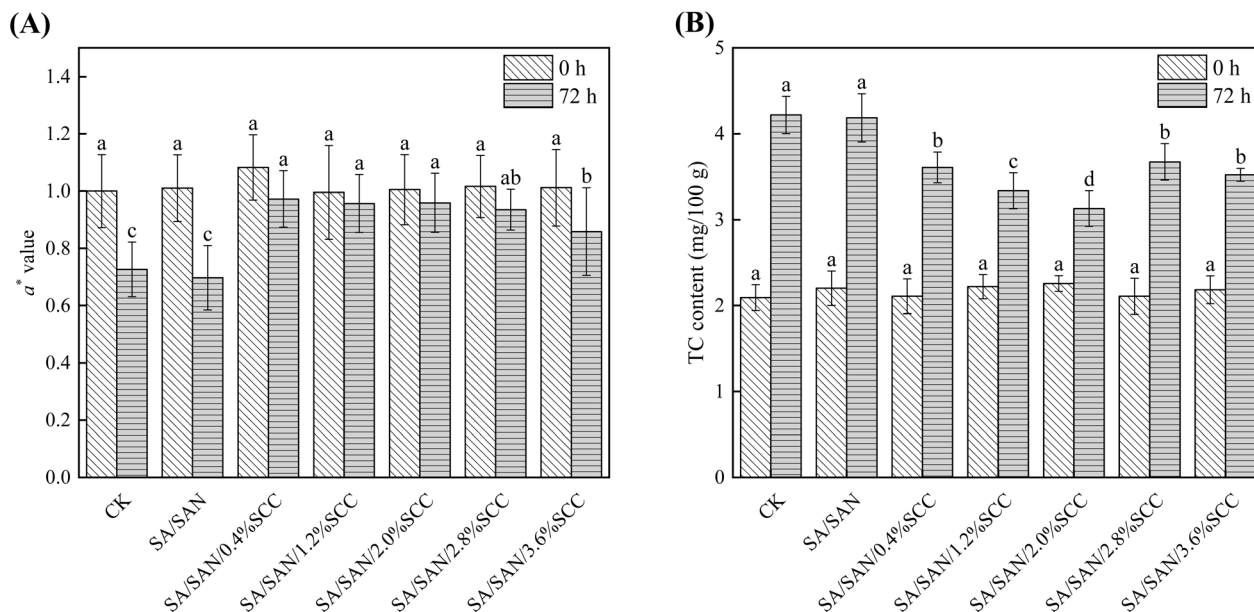 (A)
1.4
1.2
1.0
0.8
0.6
0.4
0.2
0.0
a* value
0 h
72 h
a
c
a
c
a
a
a
a
a
a
a
ab
a
b
CK
SA/SAN
SA/SAN/0.4%SCC
SA/SAN/1.2%SCC
SA/SAN/2.0%SCC
SA/SAN/2.8%SCC
SA/SAN/3.6%SCC
(B)
5
4
3
2
1
0
TC content (mg/100 g)
0 h
72 h
a
a
a
a
a
b
a
c
a
d
a
b
a
b
CK
SA/SAN
SA/SAN/0.4%SCC
SA/SAN/1.2%SCC
SA/SAN/2.0%SCC
SA/SAN/2.8%SCC
SA/SAN/3.6%SCC